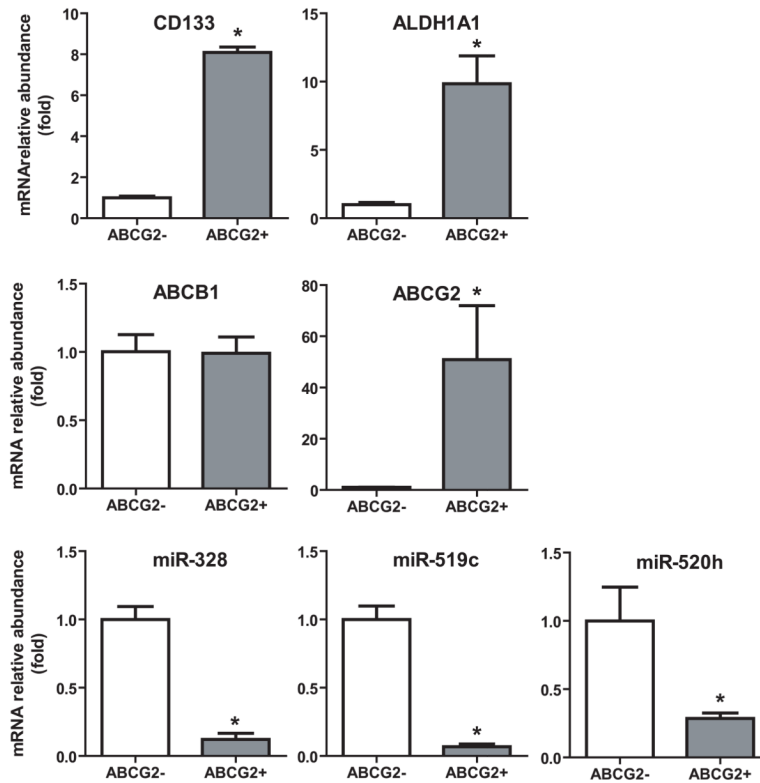 CD133
mRNArelative abundance
(fold)
10
8
6
4
2
0
*
ABCG2-
ABCG2+
ALDH1A1
15
10
5
0
*
ABCG2-
ABCG2+
ABCB1
mRNA relative abundance
(fold)
1.5
1.0
0.5
0.0
ABCG2-
ABCG2+
ABCG2
80
60
40
20
0
*
ABCG2-
ABCG2+
miR-328
mRNA relative abundance
(fold)
1.5
1.0
0.5
0.0
*
ABCG2-
ABCG2+
miR-519c
1.5
1.0
0.5
0.0
*
ABCG2-
ABCG2+
miR-520h
1.5
1.0
0.5
0.0
*
ABCG2-
ABCG2+